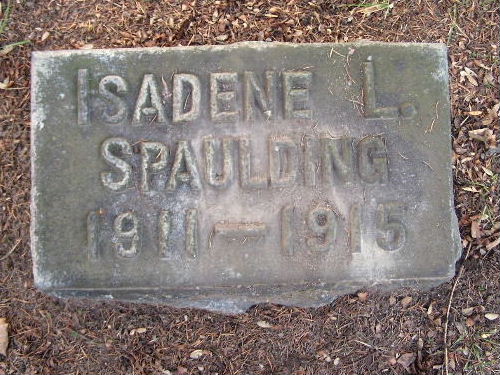 ISADENE L.
SPAULDING
1911–1915